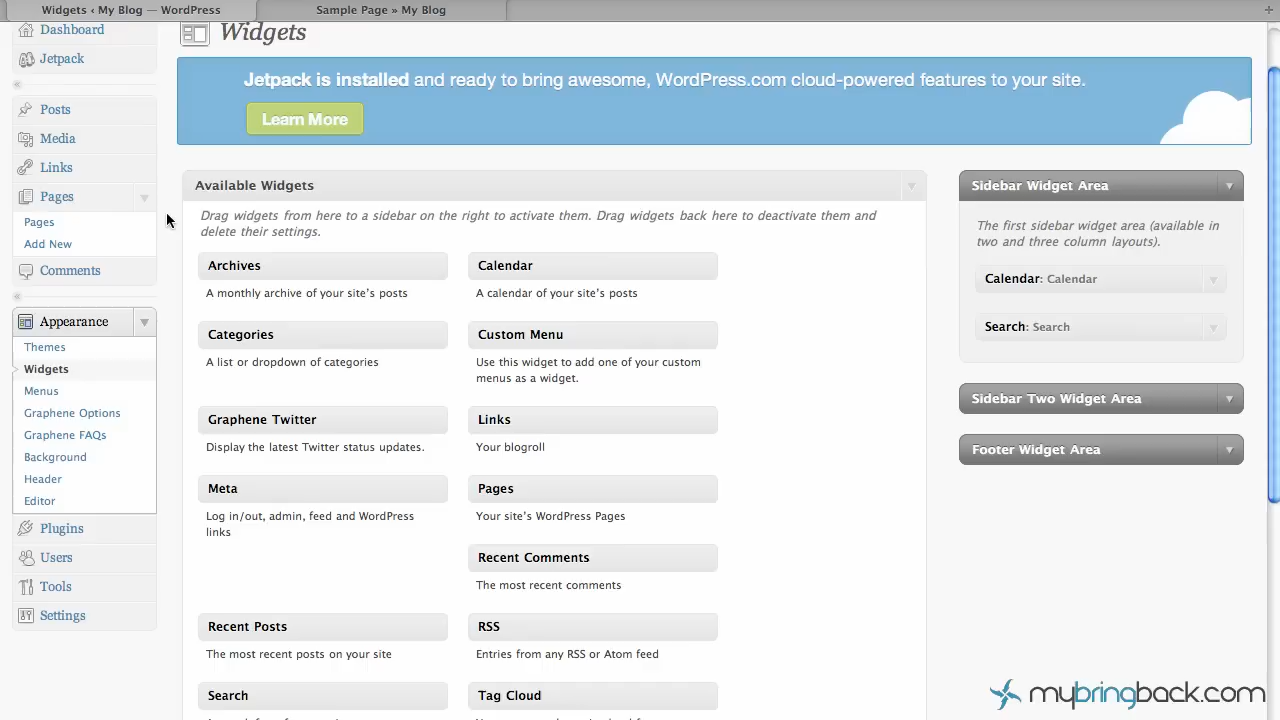 Widgets ‹ My Blog — WordPress
Sample Page » My Blog
Dashboard
Jetpack
Posts
Media
Links
Pages
Pages
Add New
Comments
Appearance
Themes
Widgets
Menus
Graphene Options
Graphene FAQs
Background
Header
Editor
Plugins
Users
Tools
Settings
Widgets
Jetpack is installed and ready to bring awesome, WordPress.com cloud-powered features to your site.
Learn More
Available Widgets
Drag widgets from here to a sidebar on the right to activate them. Drag widgets back here to deactivate them and
delete their settings.
Archives
A monthly archive of your site's posts
Calendar
A calendar of your site's posts
Categories
A list or dropdown of categories
Custom Menu
Use this widget to add one of your custom
menus as a widget.
Graphene Twitter
Display the latest Twitter status updates.
Links
Your blogroll
Meta
Log in/out, admin, feed and WordPress
links
Pages
Your site's WordPress Pages
Recent Comments
The most recent comments
Recent Posts
The most recent posts on your site
RSS
Entries from any RSS or Atom feed
Search
Tag Cloud
Sidebar Widget Area
The first sidebar widget area (available in
two and three column layouts).
Calendar: Calendar
Search: Search
Sidebar Two Widget Area
Footer Widget Area
mybringback.com